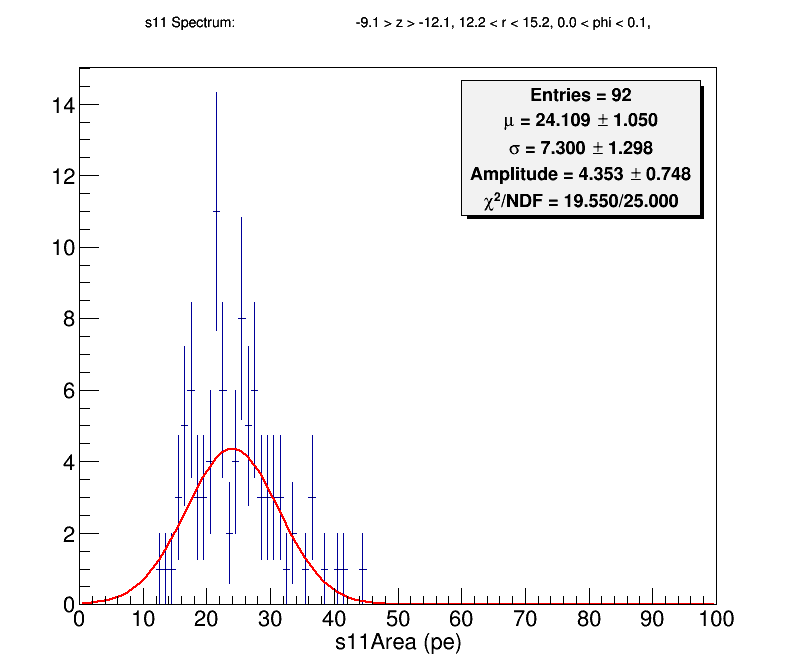 s11 Spectrum: -9.1 > z > -12.1, 12.2 < r < 15.2, 0.0 < phi < 0.1,
Entries = 92
μ = 24.109 ± 1.050
σ = 7.300 ± 1.298
Amplitude = 4.353 ± 0.748
χ²/NDF = 19.550/25.000
14
12
10
8
6
4
2
0
0 10 20 30 40 50 60 70 80 90 100
s11Area (pe)